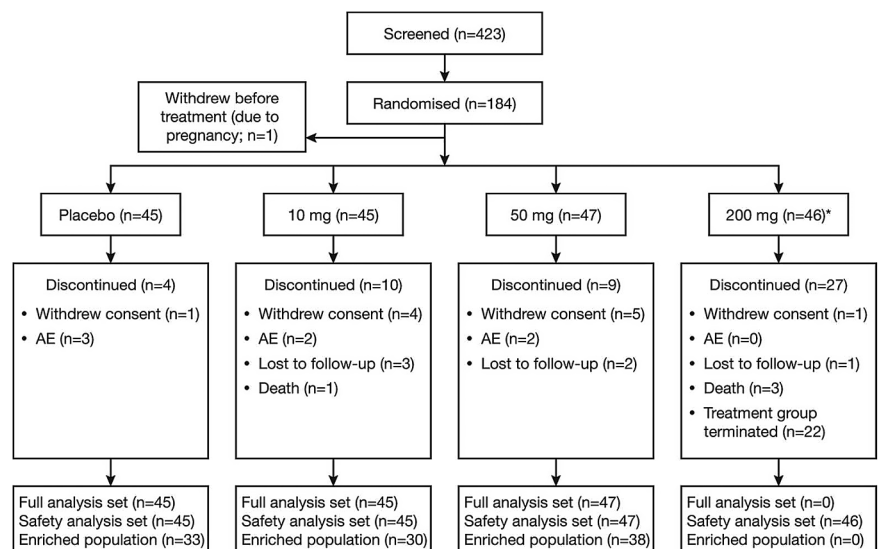 Screened (n=423)
Withdrew before
treatment (due to
pregnancy; n=1)
Randomised (n=184)
Placebo (n=45)
10 mg (n=45)
50 mg (n=47)
200 mg (n=46)*
Discontinued (n=4)
• Withdrew consent (n=1)
• AE (n=3)
Discontinued (n=10)
• Withdrew consent (n=4)
• AE (n=2)
• Lost to follow-up (n=3)
• Death (n=1)
Discontinued (n=9)
• Withdrew consent (n=5)
• AE (n=2)
• Lost to follow-up (n=2)
Discontinued (n=27)
• Withdrew consent (n=1)
• AE (n=0)
• Lost to follow-up (n=1)
• Death (n=3)
• Treatment group
terminated (n=22)
Full analysis set (n=45)
Safety analysis set (n=45)
Enriched population (n=33)
Full analysis set (n=45)
Safety analysis set (n=45)
Enriched population (n=30)
Full analysis set (n=47)
Safety analysis set (n=47)
Enriched population (n=38)
Full analysis set (n=0)
Safety analysis set (n=46)
Enriched population (n=0)